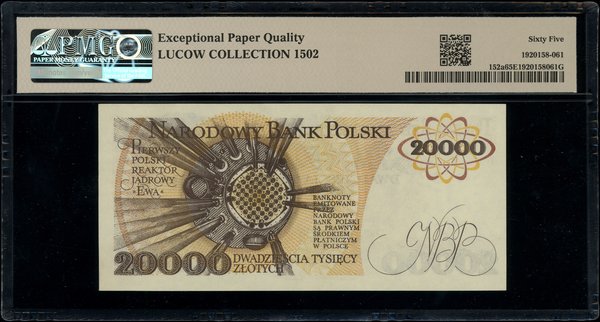 PMG
PAPER MONEY GUARANTY
Exceptional Paper Quality
LUCOW COLLECTION 1502
Sixty Five
1920158-061
152a65E1920158061G
NARODOWY BANK POLSKI
PIERWSZY
POLSKI
REAKTOR
JĄDROWY
"EWA"
20000
BANKNOTY
EMITOWANE
PRZEZ
NARODOWY
BANK POLSKI
SĄ PRAWNYM
ŚRODKIEM
PŁATNICZYM
W POLSCE
NBP
20000
DWADZIEŚCIA TYSIĘCY
ZŁOTYCH